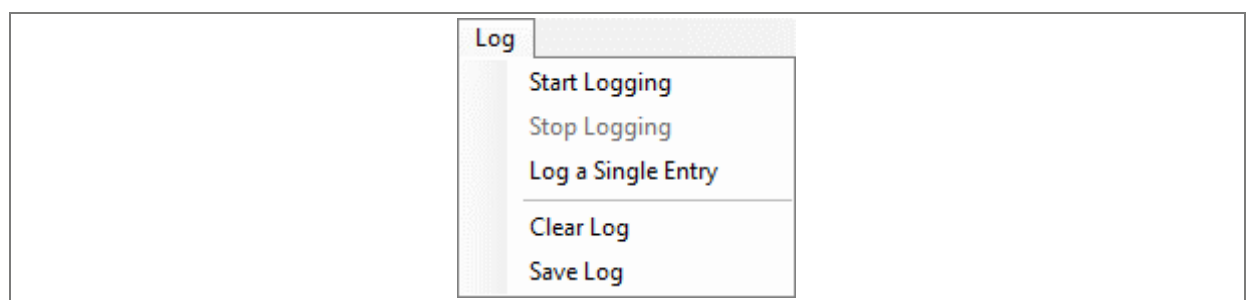 Log
Start Logging
Stop Logging
Log a Single Entry
Clear Log
Save Log